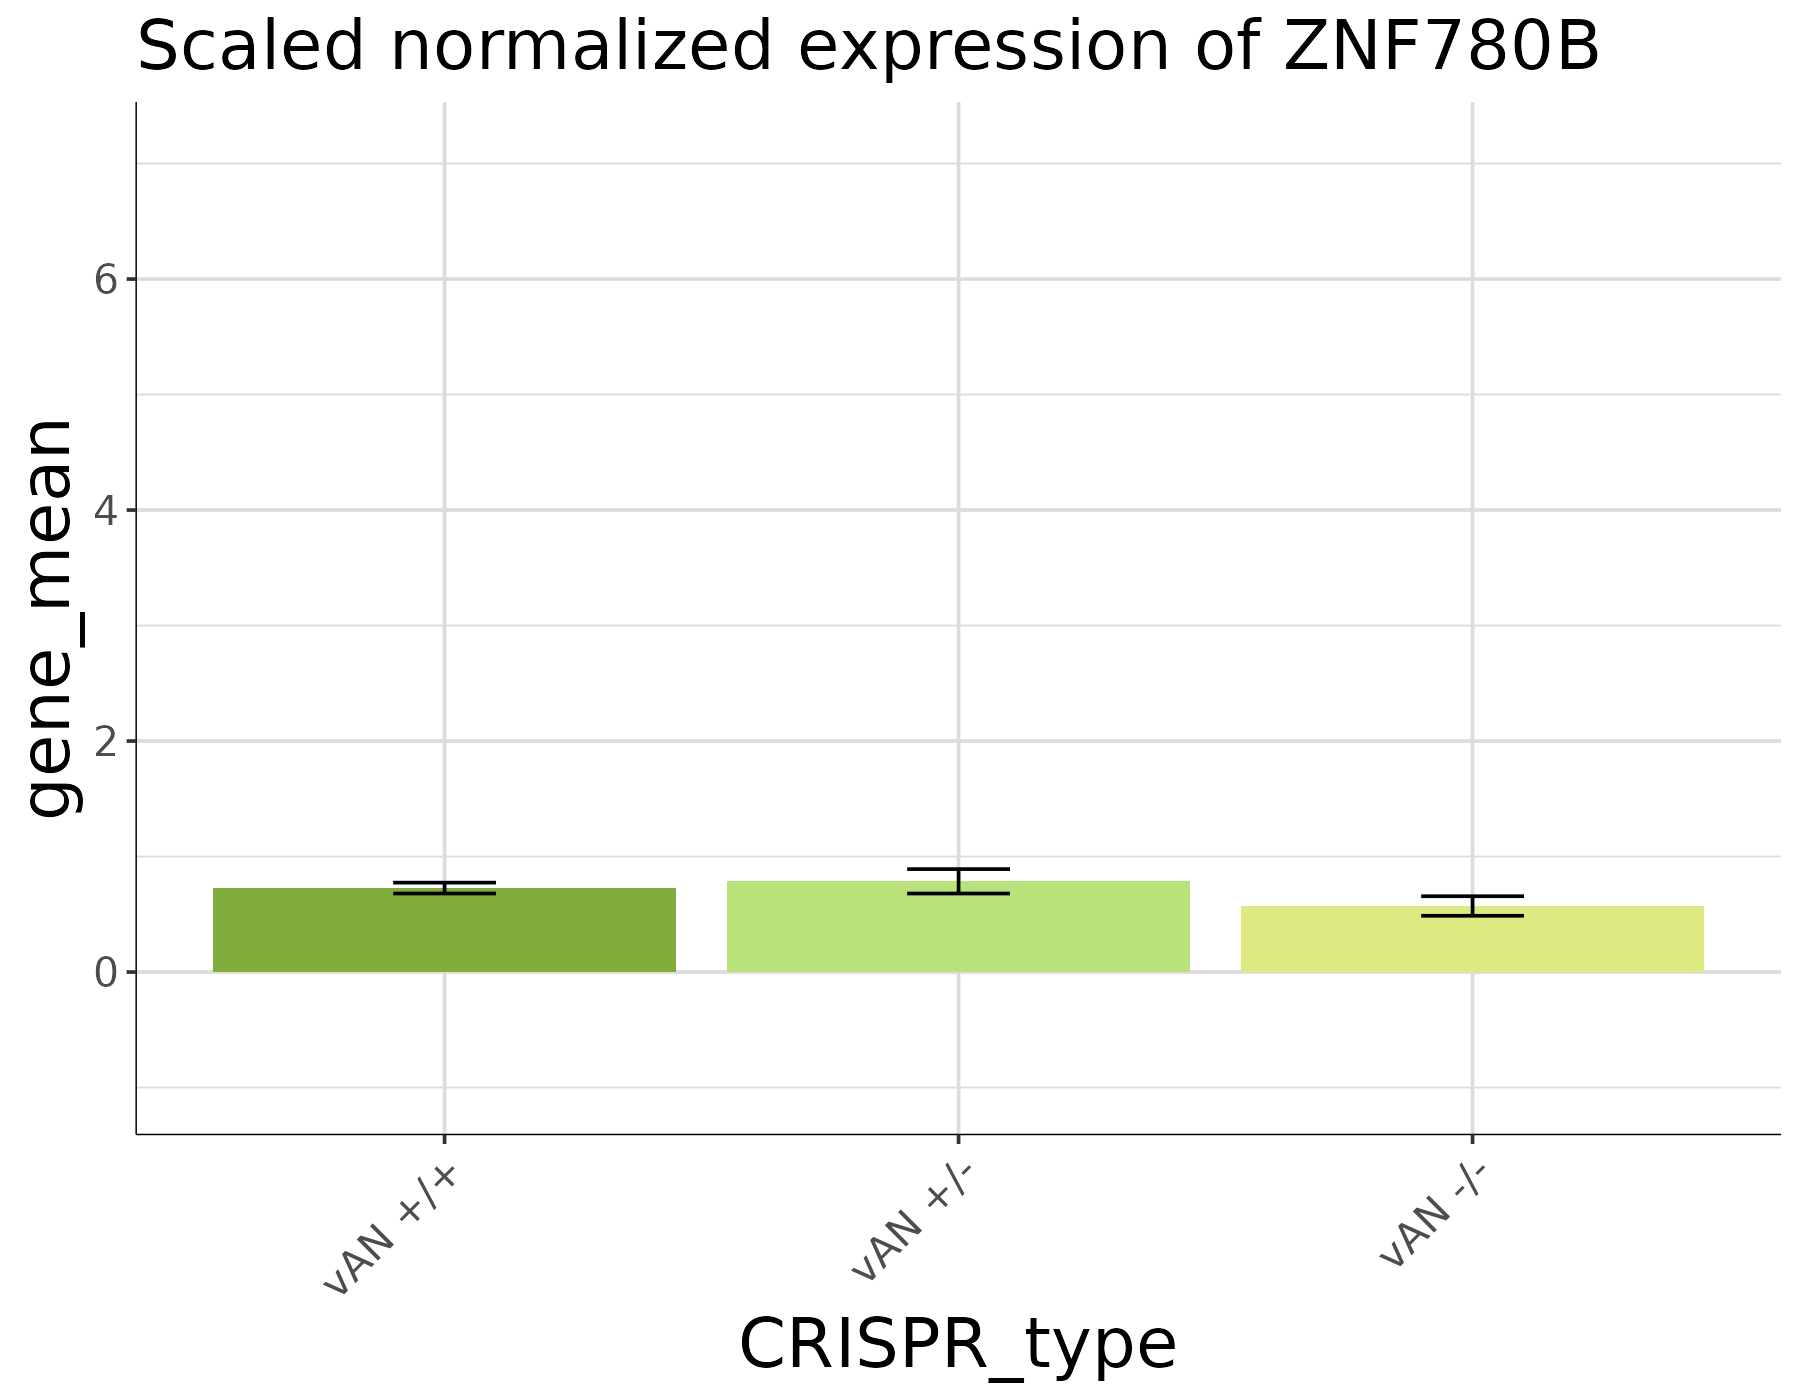 Scaled normalized expression of ZNF780B
gene_mean
6
4
2
0
vAN +/+
vAN +/-
vAN -/-
CRISPR_type